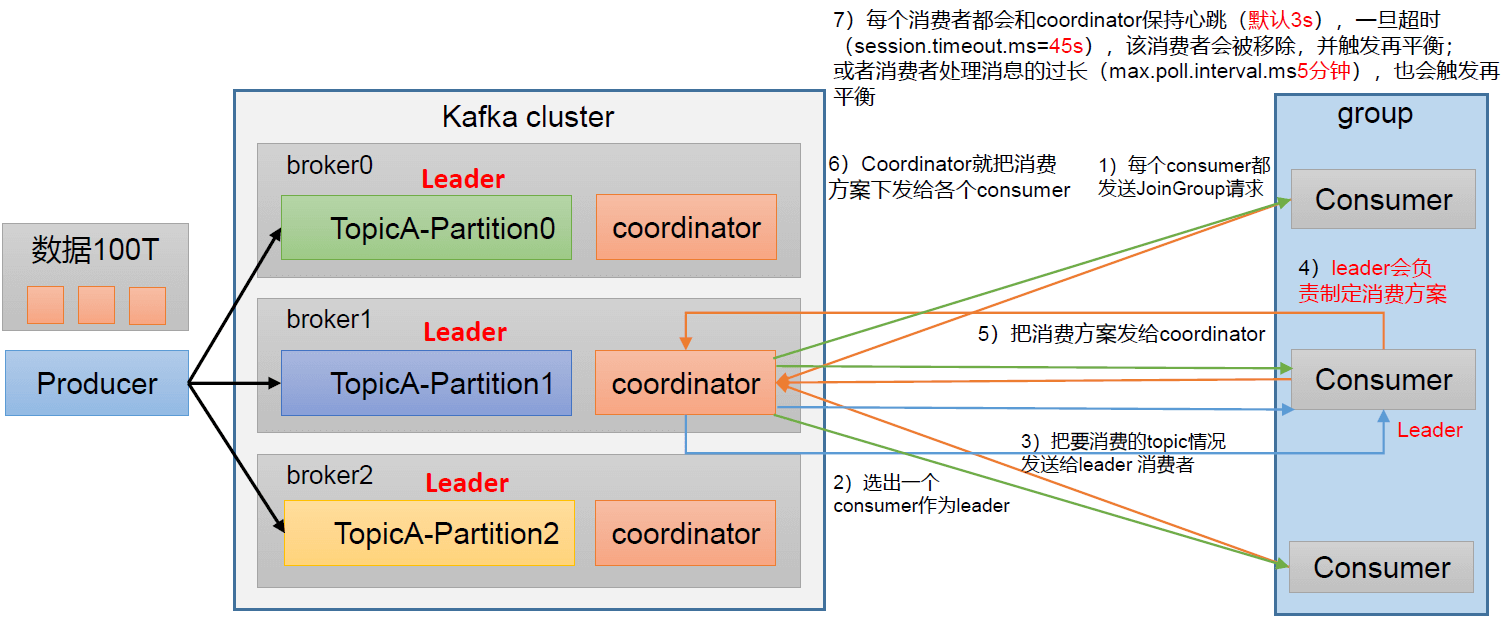 7）每个消费者都会和coordinator保持心跳（默认3s），一旦超时
（session.timeout.ms=45s），该消费者会被移除，并触发再平衡；
或者消费者处理消息的过长（max.poll.interval.ms5分钟），也会触发再
平衡
Kafka cluster
group
broker0
Leader
TopicA-Partition0
coordinator
6）Coordinator就把消费
方案下发给各个consumer
1）每个consumer都
发送JoinGroup请求
Consumer
数据100T
Producer
4）leader会负
责制定消费方案
broker1
Leader
TopicA-Partition1
coordinator
5）把消费方案发给coordinator
Consumer
Leader
3）把要消费的topic情况
发送给leader 消费者
broker2
Leader
TopicA-Partition2
coordinator
2）选出一个
consumer作为leader
Consumer